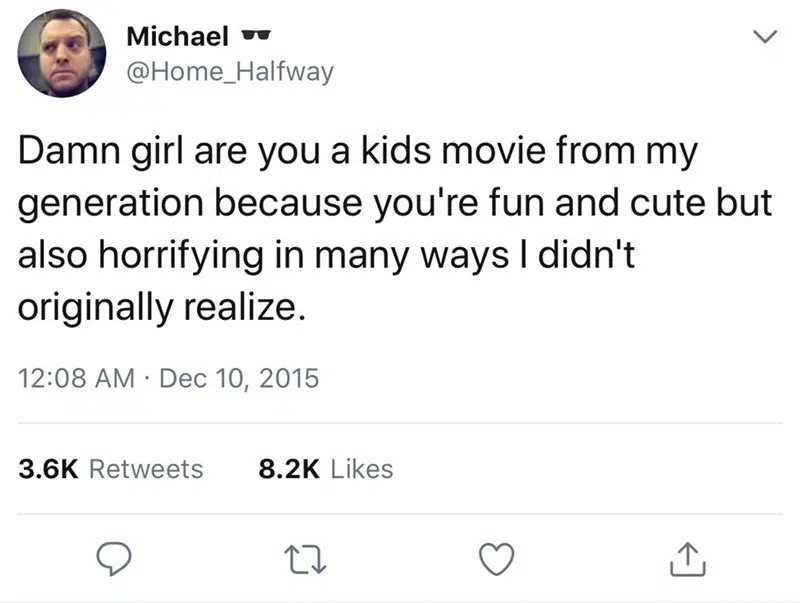 Michael 🕶️
@Home_Halfway
Damn girl are you a kids movie from my
generation because you're fun and cute but
also horrifying in many ways I didn't
originally realize.
12:08 AM · Dec 10, 2015
3.6K Retweets 8.2K Likes